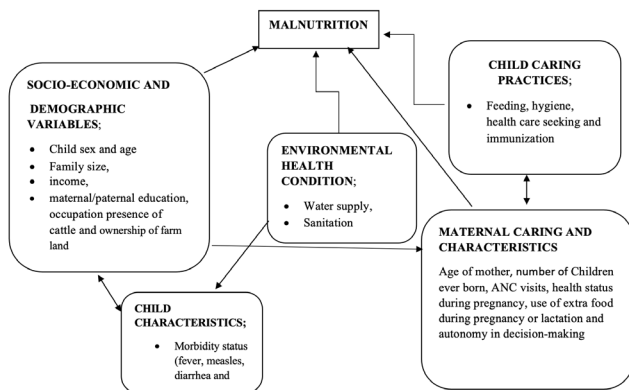 MALNUTRITION
SOCIO-ECONOMIC AND
DEMOGRAPHIC
VARIABLES;
• Child sex and age
• Family size,
• income,
• maternal/paternal education,
occupation presence of
cattle and ownership of farm
land
CHILD CARING
PRACTICES;
• Feeding, hygiene,
health care seeking and
immunization
ENVIRONMENTAL
HEALTH
CONDITION;
• Water supply,
• Sanitation
MATERNAL CARING AND
CHARACTERISTICS
Age of mother, number of Children
ever born, ANC visits, health status
during pregnancy, use of extra food
during pregnancy or lactation and
autonomy in decision-making
CHILD
CHARACTERISTICS;
• Morbidity status
(fever, measles,
diarrhea and